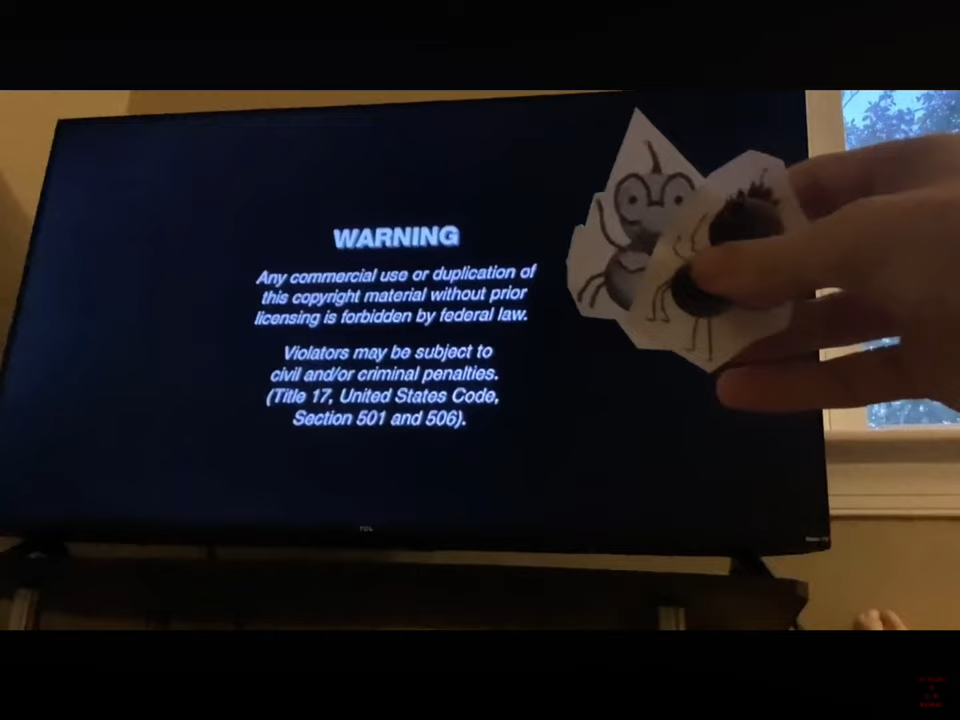 WARNING
Any commercial use or duplication of
this copyright material without prior
licensing is forbidden by federal law.
Violators may be subject to
civil and/or criminal penalties.
(Title 17, United States Code,
Section 501 and 506).
TCL